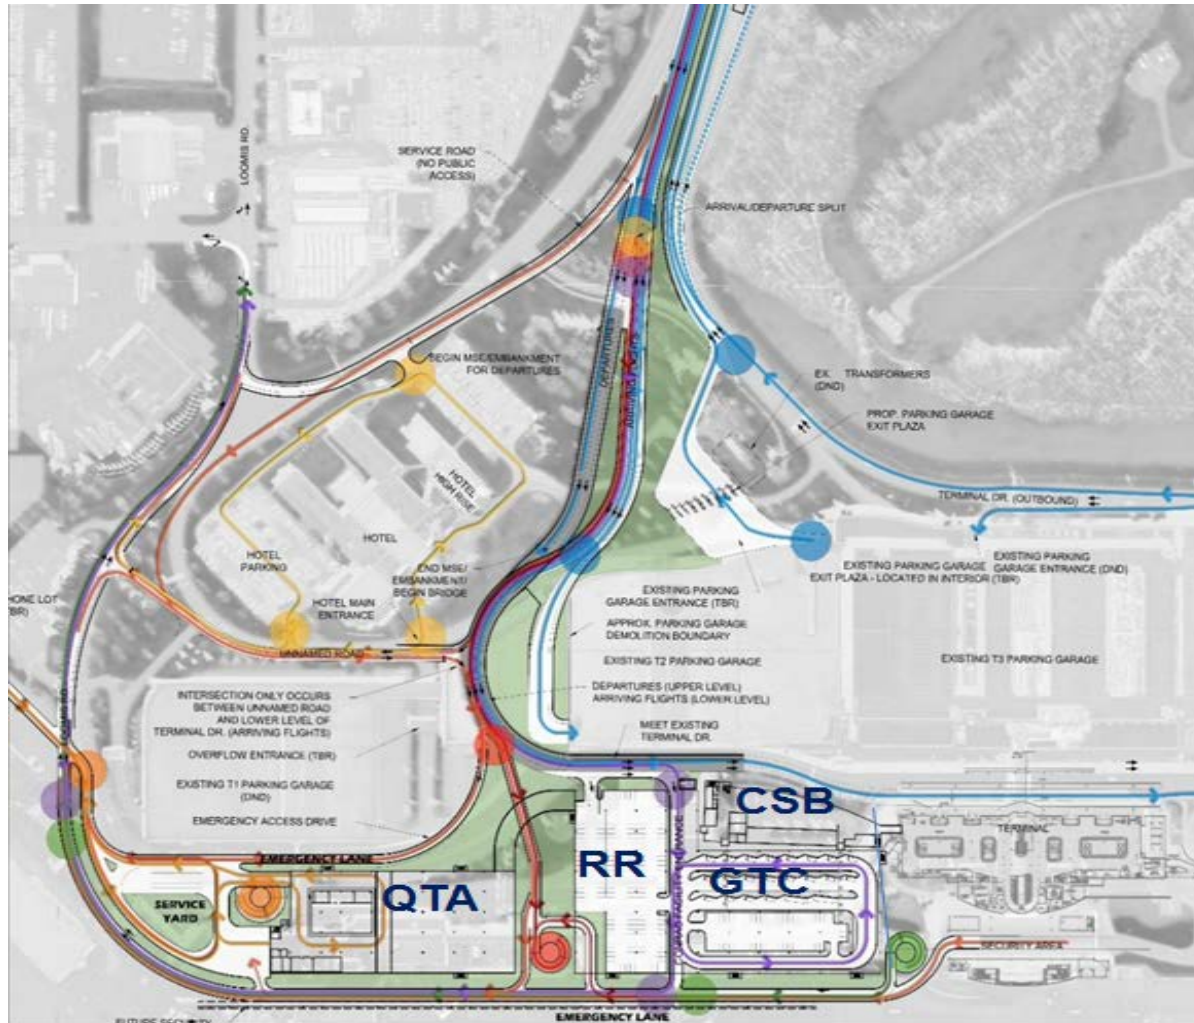 LOOMIS RD.
SERVICE ROAD
(NO PUBLIC
ACCESS)
ARRIVAL/DEPARTURE SPLIT
BEGIN MSE/EMBANKMENT
FOR DEPARTURES
DEPARTURES
ARRIVING FLIGHTS
EX. TRANSFORMERS
(DND)
PROP. PARKING GARAGE
EXIT PLAZA
TERMINAL DR. (OUTBOUND)
HOTEL
HIGH RISE
HOTEL
HOTEL
PARKING
END MSE/
EMBANKMENT/
BEGIN BRIDGE
HOTEL MAIN
ENTRANCE
UNNAMED ROAD
EXISTING PARKING GARAGE
EXIT PLAZA - LOCATED IN INTERIOR (TBR)
EXISTING PARKING
GARAGE ENTRANCE (DND)
EXISTING PARKING
GARAGE ENTRANCE (TBR)
APPROX. PARKING GARAGE
DEMOLITION BOUNDARY
EXISTING T2 PARKING GARAGE
EXISTING T3 PARKING GARAGE
DEPARTURES (UPPER LEVEL)
ARRIVING FLIGHTS (LOWER LEVEL)
MEET EXISTING
TERMINAL DR.
HONE LOT
TBR)
LOOMIS RD.
INTERSECTION ONLY OCCURS
BETWEEN UNNAMED ROAD
AND LOWER LEVEL OF
TERMINAL DR. (ARRIVING FLIGHTS)
OVERFLOW ENTRANCE (TBR)
EXISTING T1 PARKING GARAGE
(DND)
EMERGENCY ACCESS DRIVE
EMERGENCY LANE
CSB
TERMINAL
RR
GTC
QTA
SERVICE
YARD
SECURITY AREA
EMERGENCY LANE
FUTURE SECURITY